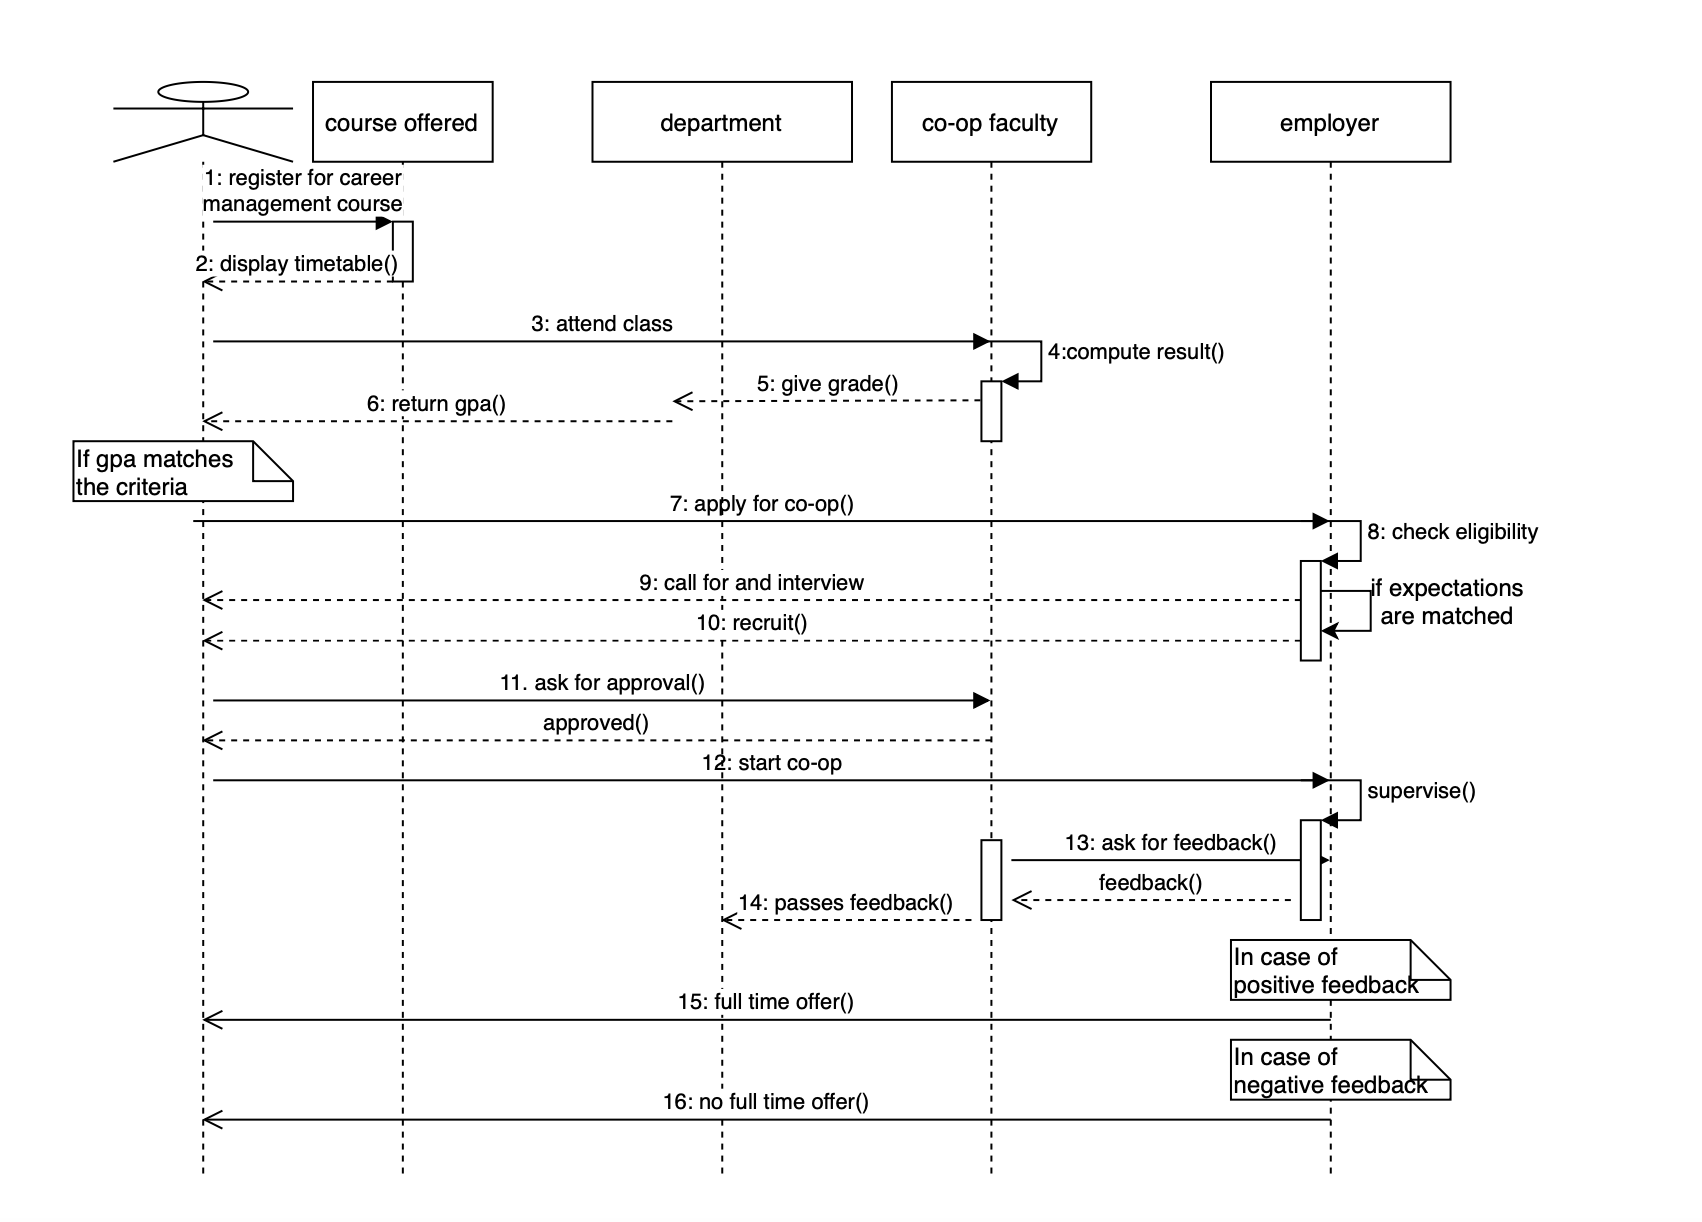 course offered
department
co-op faculty
employer
1: register for career
management course
2: display timetable()
3: attend class
4:compute result()
5: give grade()
6: return gpa()
If gpa matches
the criteria
7: apply for co-op()
8: check eligibility
9: call for and interview
if expectations
are matched
10: recruit()
11. ask for approval()
approved()
12: start co-op
supervise()
13: ask for feedback()
feedback()
14: passes feedback()
In case of
positive feedback
15: full time offer()
In case of
negative feedback
16: no full time offer()